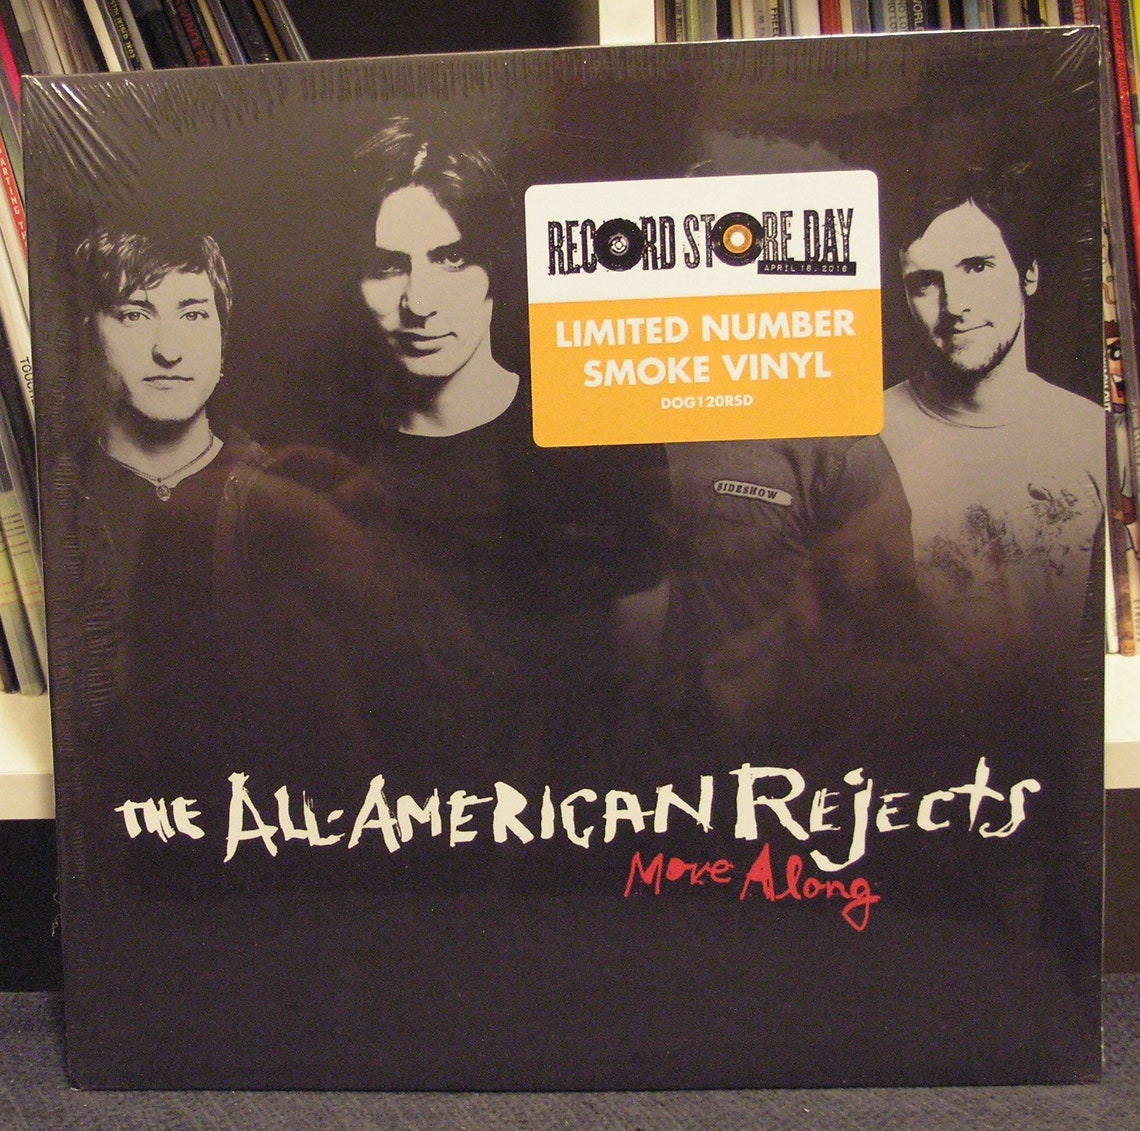 RECORD STORE DAY
APRIL 16. 2016
LIMITED NUMBER
SMOKE VINYL
DOG120RSD
SIDESHOW
THE ALL-AMERICAN REJECTS
Move Along